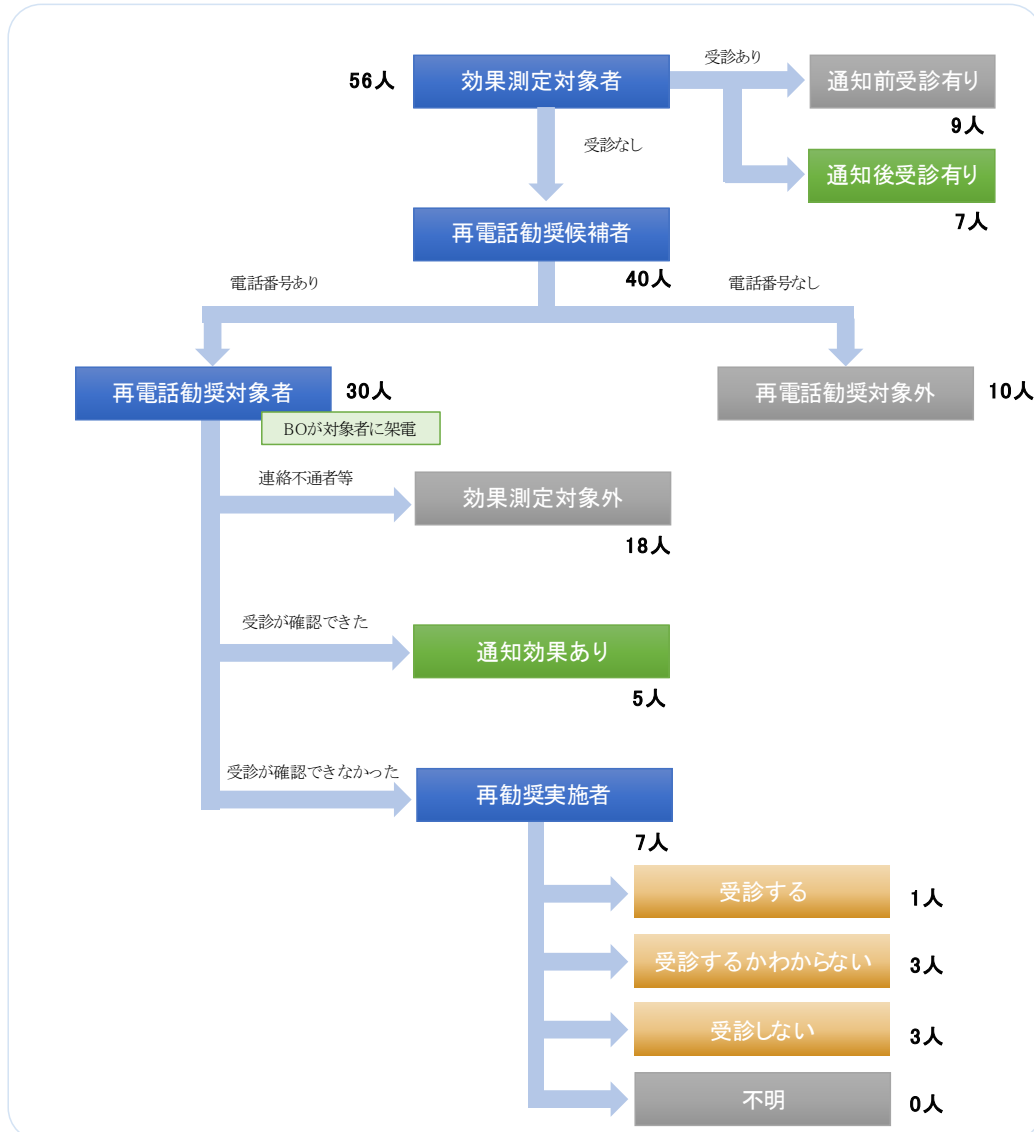 受診あり
56人
効果測定対象者
通知前受診有り
9人
受診なし
通知後受診有り
7人
再電話勧奨候補者
40人
電話番号あり
電話番号なし
再電話勧奨対象者
30人
再電話勧奨対象外
10人
BOが対象者に架電
連絡不通者等
効果測定対象外
18人
受診が確認できた
通知効果あり
5人
受診が確認できなかった
再勧奨実施者
7人
受診する
1人
受診するかわからない
3人
受診しない
3人
不明
0人